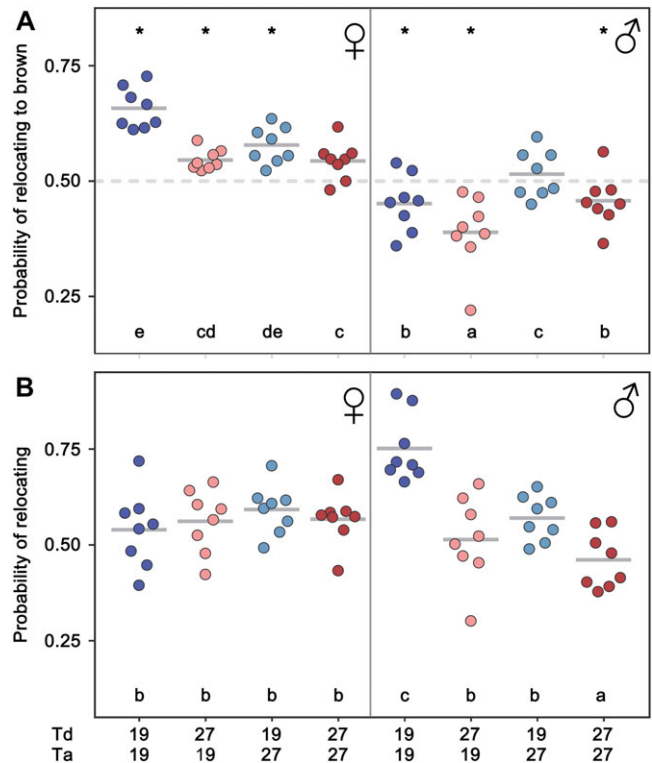 A
* * * ♀ * * * ♂
Probability of relocating to brown
0.75
0.50
0.25
e cd de c b a c b
B
♀ ♂
Probability of relocating
0.75
0.50
0.25
b b b b c b b a
Td 19 27 19 27 19 27 19 27
Ta 19 19 27 27 19 19 27 27